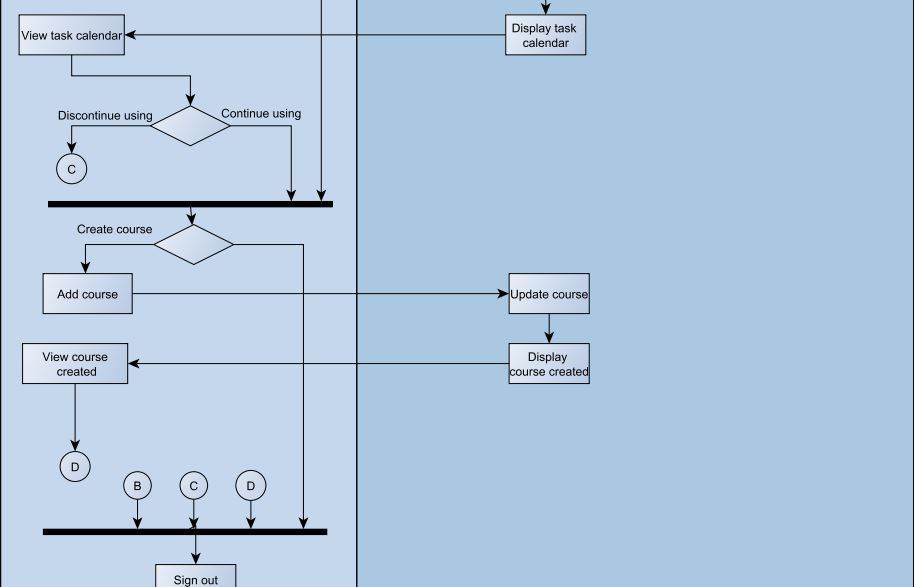 View task calendar
Display task
calendar
Discontinue using
Continue using
C
Create course
Add course
Update course
View course
created
Display
course created
D
B
C
D
Sign out